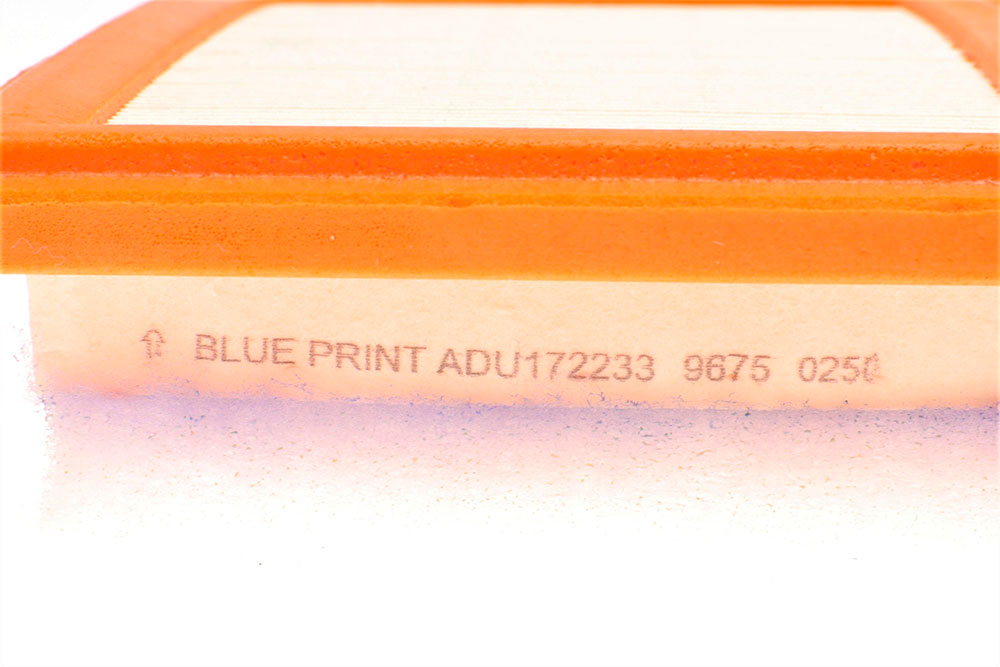 BLUE PRINT ADU172233 9675